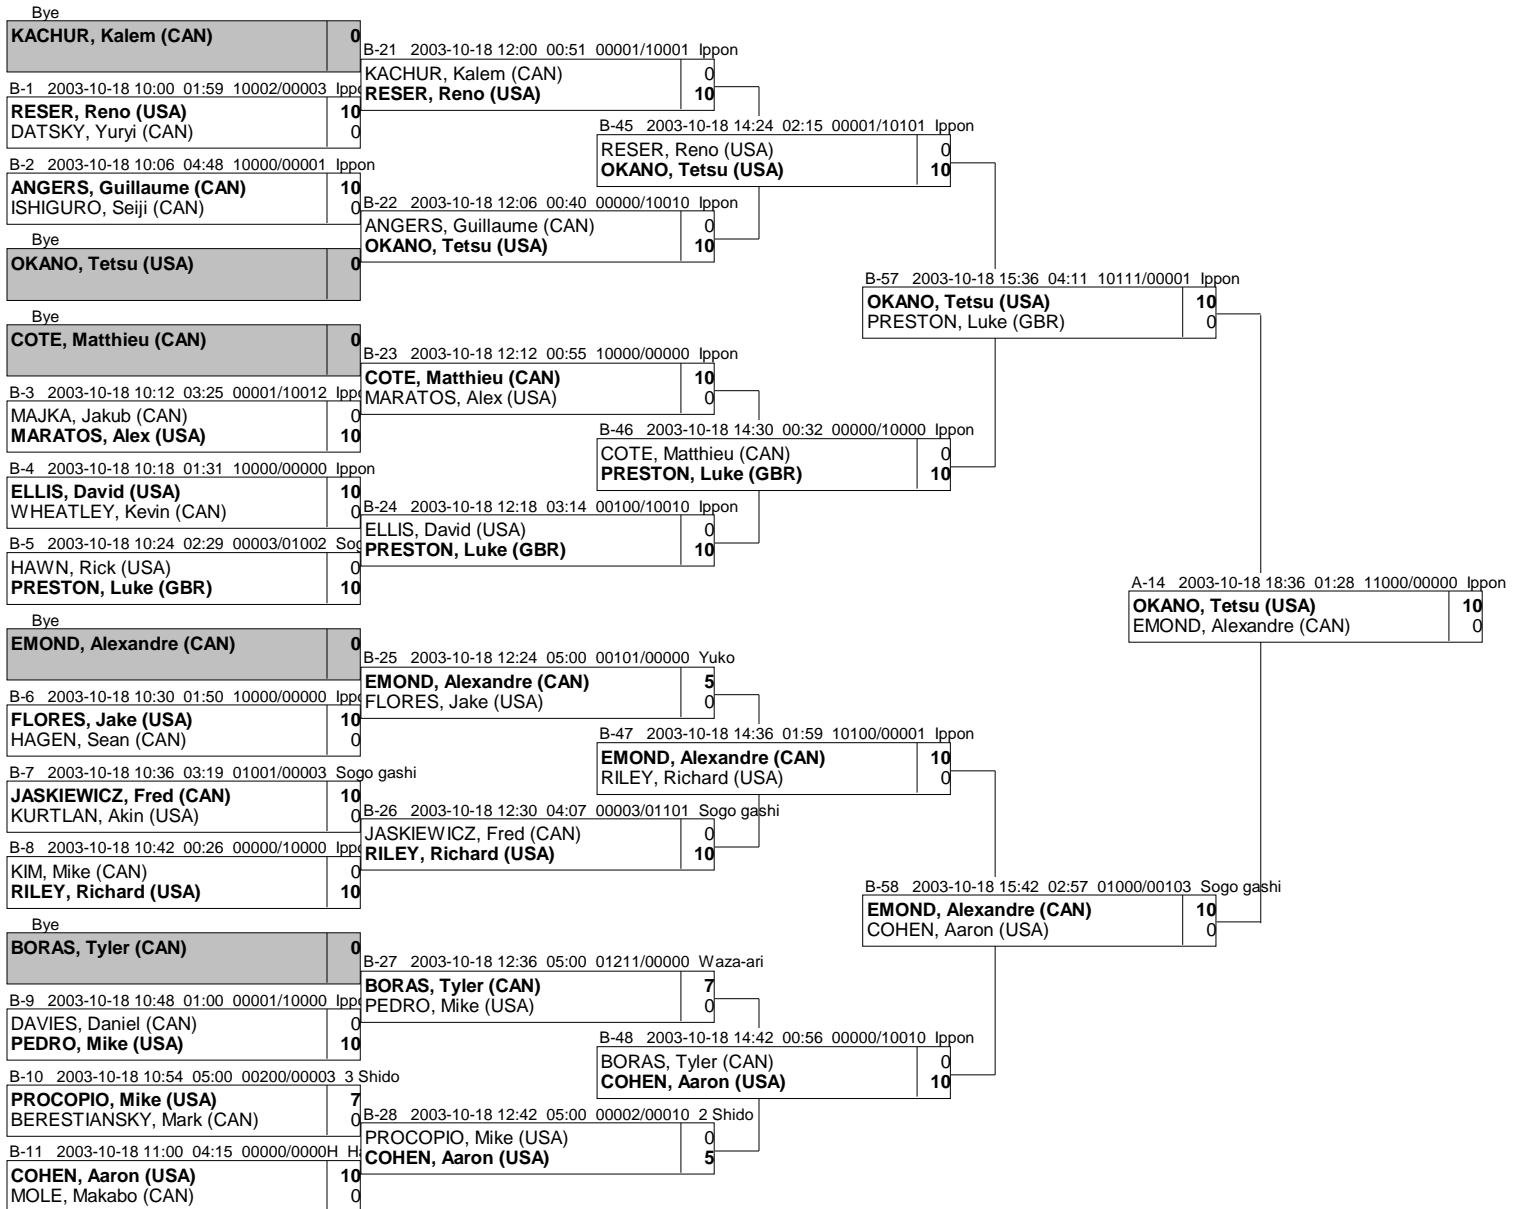 Bye
KACHUR, Kalem (CAN) 0
B-1 2003-10-18 10:00 01:59 10002/00003 Ippo
RESER, Reno (USA) 10
DATSKY, Yuryi (CAN) 0
B-2 2003-10-18 10:06 04:48 10000/00001 Ippon
ANGERS, Guillaume (CAN) 10
ISHIGURO, Seiji (CAN) 0
Bye
OKANO, Tetsu (USA) 0
Bye
COTE, Matthieu (CAN) 0
B-3 2003-10-18 10:12 03:25 00001/10012 Ippo
MAJKA, Jakub (CAN) 0
MARATOS, Alex (USA) 10
B-4 2003-10-18 10:18 01:31 10000/00000 Ippon
ELLIS, David (USA) 10
WHEATLEY, Kevin (CAN) 0
B-5 2003-10-18 10:24 02:29 00003/01002 Sog
HAWN, Rick (USA) 0
PRESTON, Luke (GBR) 10
Bye
EMOND, Alexandre (CAN) 0
B-6 2003-10-18 10:30 01:50 10000/00000 Ippo
FLORES, Jake (USA) 10
HAGEN, Sean (CAN) 0
B-7 2003-10-18 10:36 03:19 01001/00003 Sogo gashi
JASKIEWICZ, Fred (CAN) 10
KURTLAN, Akin (USA) 0
B-8 2003-10-18 10:42 00:26 00000/10000 Ippo
KIM, Mike (CAN) 0
RILEY, Richard (USA) 10
Bye
BORAS, Tyler (CAN) 0
B-9 2003-10-18 10:48 01:00 00001/10000 Ippo
DAVIES, Daniel (CAN) 0
PEDRO, Mike (USA) 10
B-10 2003-10-18 10:54 05:00 00200/00003 3 Shido
PROCOPIO, Mike (USA) 7
BERESTIANSKY, Mark (CAN) 0
B-11 2003-10-18 11:00 04:15 00000/0000H Ha
COHEN, Aaron (USA) 10
MOLE, Makabo (CAN) 0
B-21 2003-10-18 12:00 00:51 00001/10001 Ippon
KACHUR, Kalem (CAN) 0
RESER, Reno (USA) 10
B-22 2003-10-18 12:06 00:40 00000/10010 Ippon
ANGERS, Guillaume (CAN) 0
OKANO, Tetsu (USA) 10
B-23 2003-10-18 12:12 00:55 10000/00000 Ippon
COTE, Matthieu (CAN) 10
MARATOS, Alex (USA) 0
B-24 2003-10-18 12:18 03:14 00100/10010 Ippon
ELLIS, David (USA) 0
PRESTON, Luke (GBR) 10
B-25 2003-10-18 12:24 05:00 00101/00000 Yuko
EMOND, Alexandre (CAN) 5
FLORES, Jake (USA) 0
B-26 2003-10-18 12:30 04:07 00003/01101 Sogo gashi
JASKIEWICZ, Fred (CAN) 0
RILEY, Richard (USA) 10
B-27 2003-10-18 12:36 05:00 01211/00000 Waza-ari
BORAS, Tyler (CAN) 7
PEDRO, Mike (USA) 0
B-28 2003-10-18 12:42 05:00 00002/00010 2 Shido
PROCOPIO, Mike (USA) 0
COHEN, Aaron (USA) 5
B-45 2003-10-18 14:24 02:15 00001/10101 Ippon
RESER, Reno (USA) 0
OKANO, Tetsu (USA) 10
B-46 2003-10-18 14:30 00:32 00000/10000 Ippon
COTE, Matthieu (CAN) 0
PRESTON, Luke (GBR) 10
B-47 2003-10-18 14:36 01:59 10100/00001 Ippon
EMOND, Alexandre (CAN) 10
RILEY, Richard (USA) 0
B-48 2003-10-18 14:42 00:56 00000/10010 Ippon
BORAS, Tyler (CAN) 0
COHEN, Aaron (USA) 10
B-57 2003-10-18 15:36 04:11 10111/00001 Ippon
OKANO, Tetsu (USA) 10
PRESTON, Luke (GBR) 0
B-58 2003-10-18 15:42 02:57 01000/00103 Sogo gashi
EMOND, Alexandre (CAN) 10
COHEN, Aaron (USA) 0
A-14 2003-10-18 18:36 01:28 11000/00000 Ippon
OKANO, Tetsu (USA) 10
EMOND, Alexandre (CAN) 0